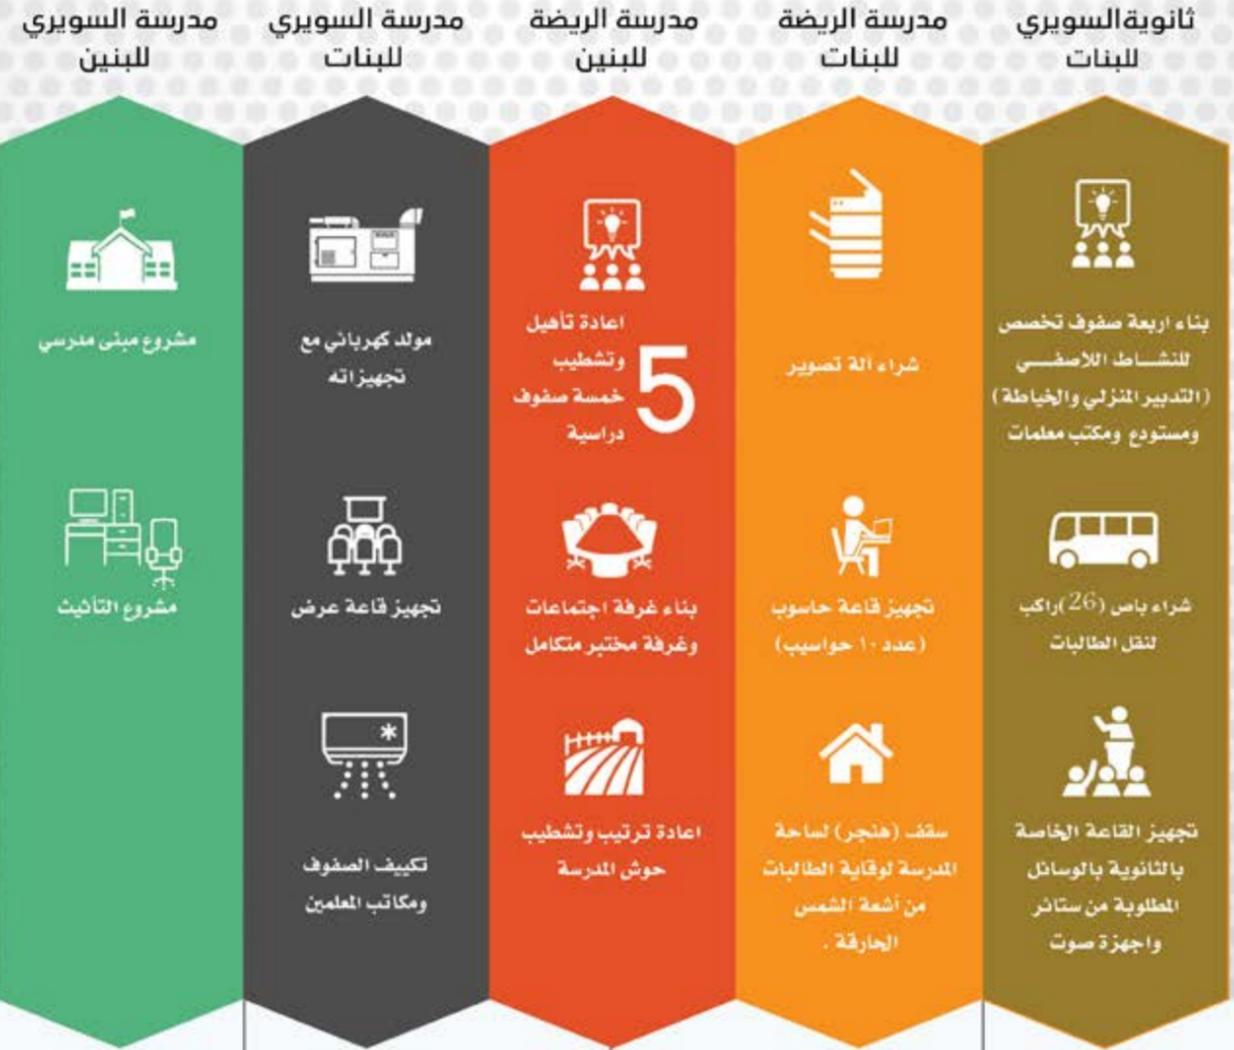 ثانوية السويري
للبنات
بناء اربعة صفوف تخصص
للنشـــاط اللاصفـــي
(التدبير المنزلي والخياطة)
ومستودع ومكتب معلمات
شراء باص (26) راكب
لنقل الطالبات
تجهيز القاعة الخاصة
بالثانوية بالوسائل
المطلوبة من ستائر
واجهزة صوت
مدرسة الريضة
للبنات
شراء آلة تصوير
تجهيز قاعة حاسوب
(عدد ١٠ حواسيب)
سقف (هنجر) لساحة
المدرسة لوقاية الطالبات
من أشعة الشمس
الحارقة .
مدرسة الريضة
للبنين
5
اعادة تأهيل
وتشطيب
خمسة صفوف
دراسية
بناء غرفة اجتماعات
وغرفة مختبر متكامل
اعادة ترتيب وتشطيب
حوش المدرسة
مدرسة السويري
للبنات
مولد كهربائي مع
تجهيزاته
تجهيز قاعة عرض
تكييف الصفوف
ومكاتب المعلمين
مدرسة السويري
للبنين
مشروع مبنى مدرسي
مشروع التأثيث